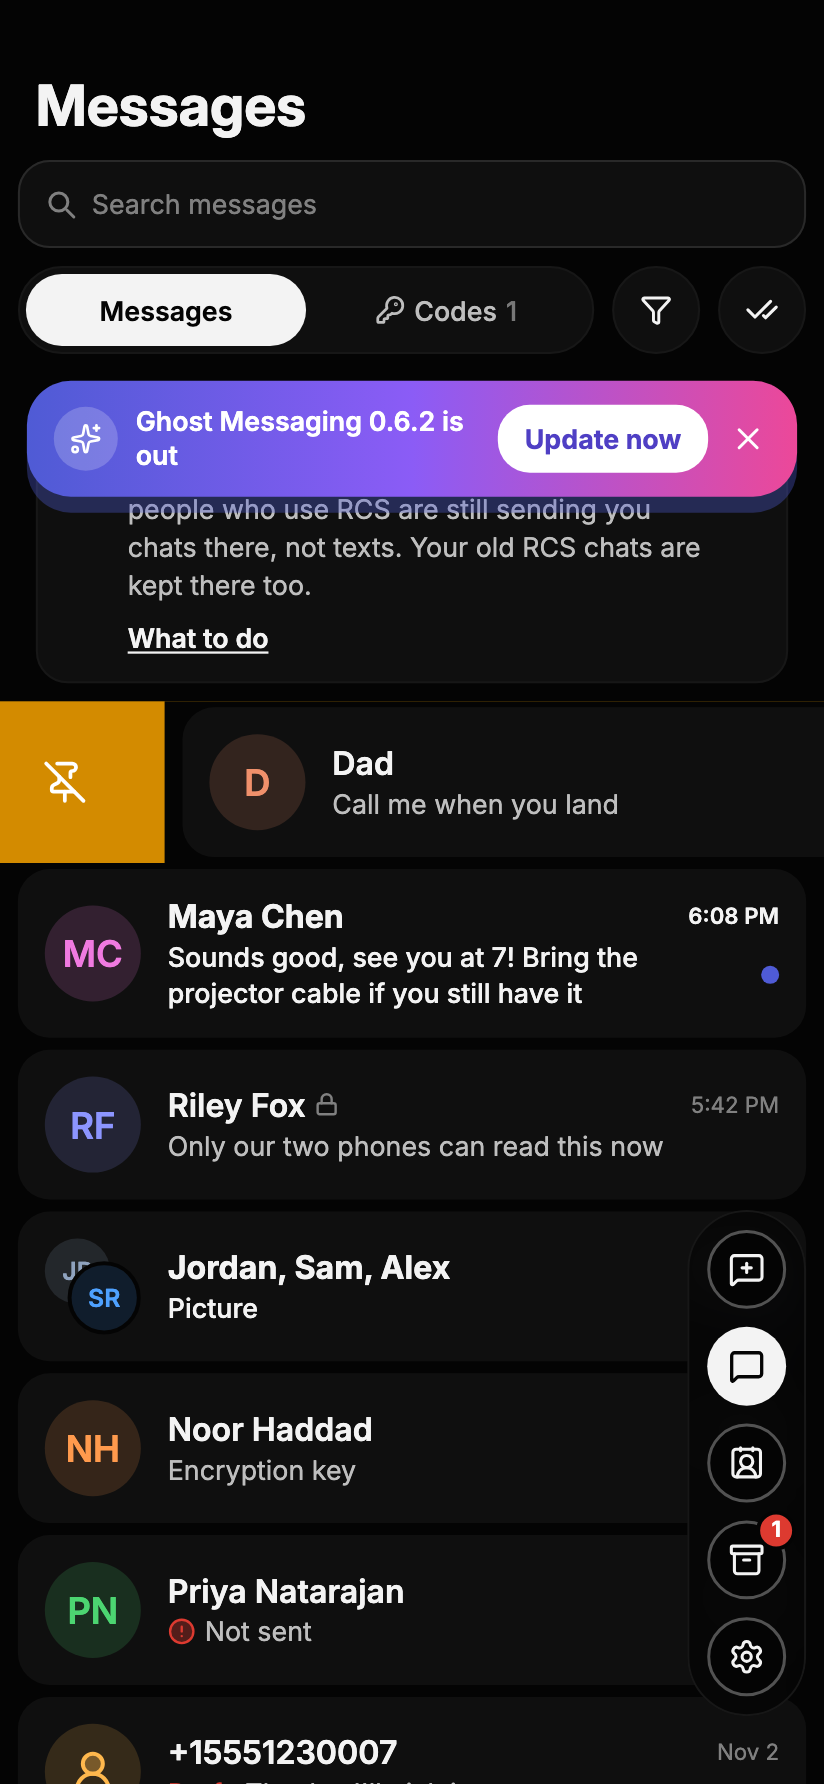 Messages
Search messages
Messages
Codes 1
Ghost Messaging 0.6.2 is
out
Update now
people who use RCS are still sending you
chats there, not texts. Your old RCS chats are
kept there too.
What to do
D
Dad
Call me when you land
MC
Maya Chen
6:08 PM
Sounds good, see you at 7! Bring the
projector cable if you still have it
RF
Riley Fox
5:42 PM
Only our two phones can read this now
SR
Jordan, Sam, Alex
Picture
NH
Noor Haddad
Encryption key
1
PN
Priya Natarajan
Not sent
+15551230007
Nov 2